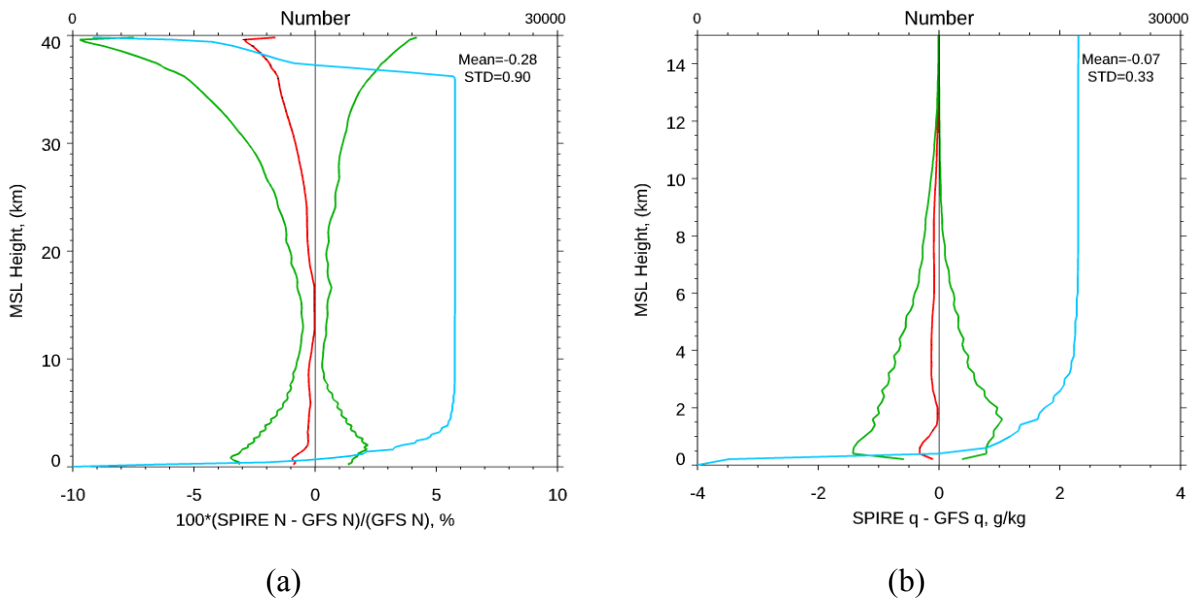 0 Number 30000
40
30
20
10
0
MSL Height, (km)
Mean=-0.28
STD=0.90
-10 -5 0 5 10
100*(SPIRE N - GFS N)/(GFS N), %
(a)
0 Number 30000
14
12
10
8
6
4
2
0
MSL Height, (km)
Mean=-0.07
STD=0.33
-4 -2 0 2 4
SPIRE q - GFS q, g/kg
(b)